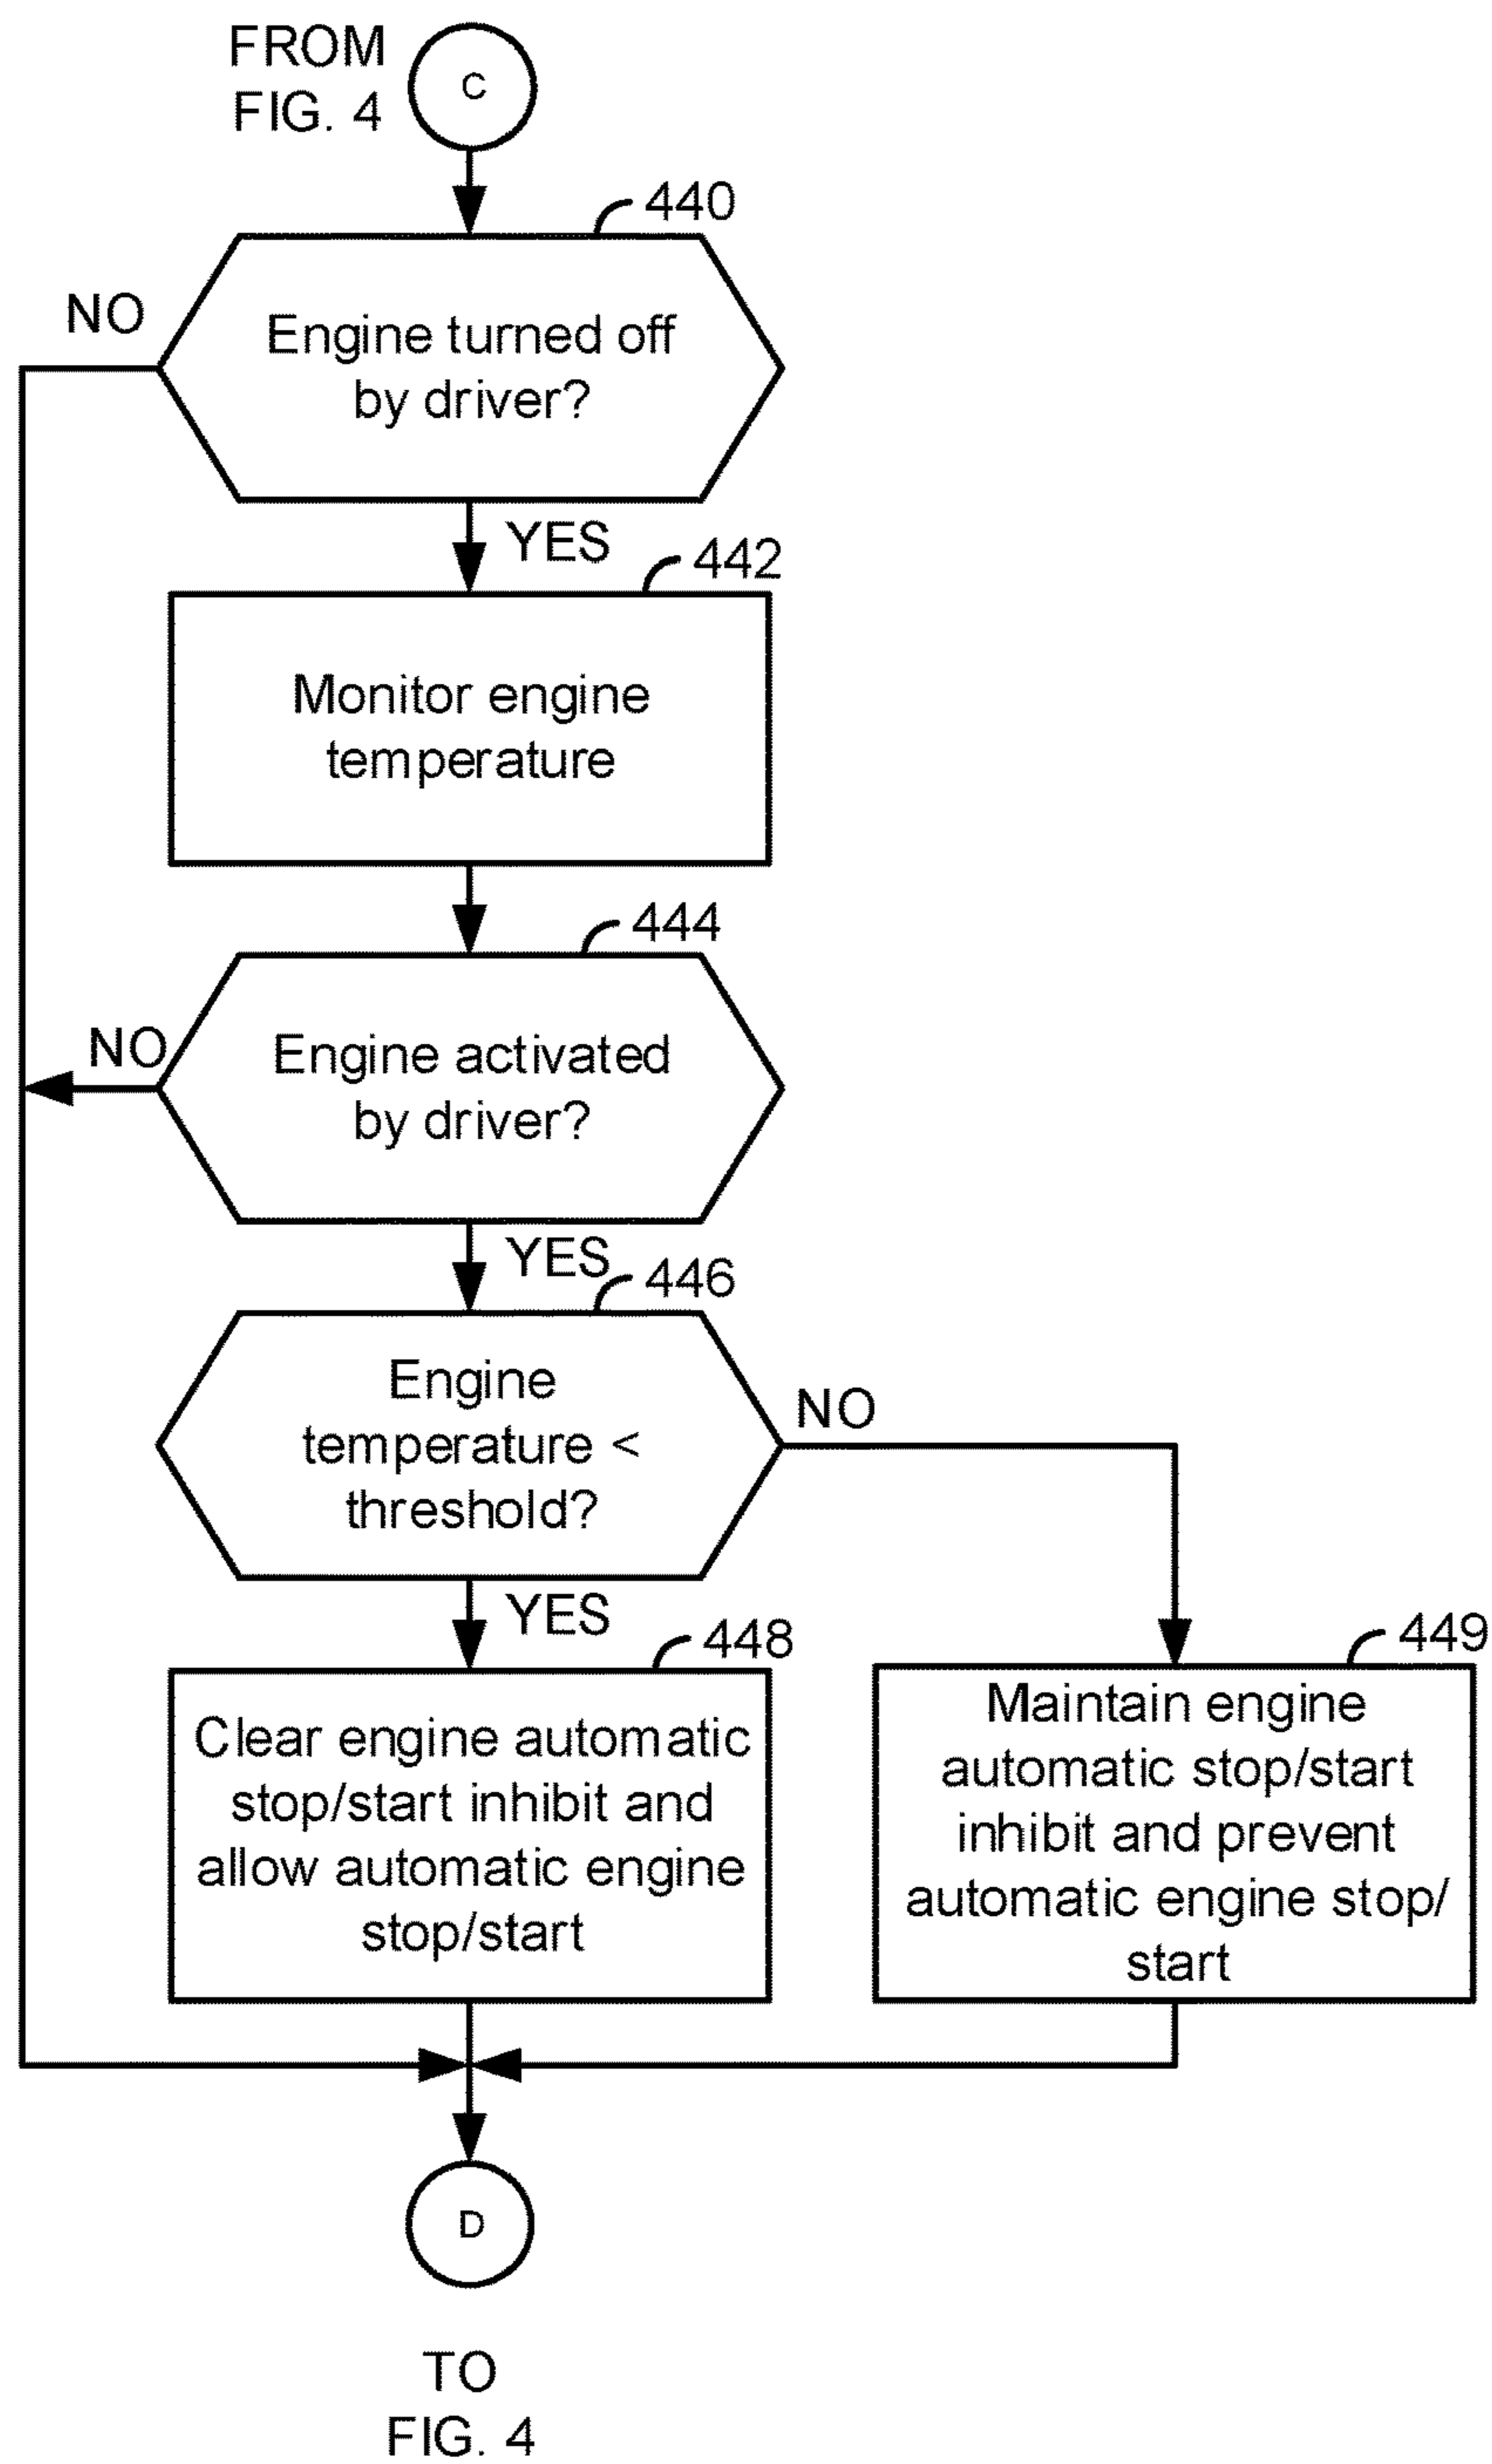 FROM
FIG. 4
C
440
NO
Engine turned off
by driver?
YES
442
Monitor engine
temperature
444
NO
Engine activated
by driver?
YES
446
Engine
temperature <
threshold?
NO
YES
448
Clear engine automatic
stop/start inhibit and
allow automatic engine
stop/start
449
Maintain engine
automatic stop/start
inhibit and prevent
automatic engine stop/
start
D
TO
FIG. 4